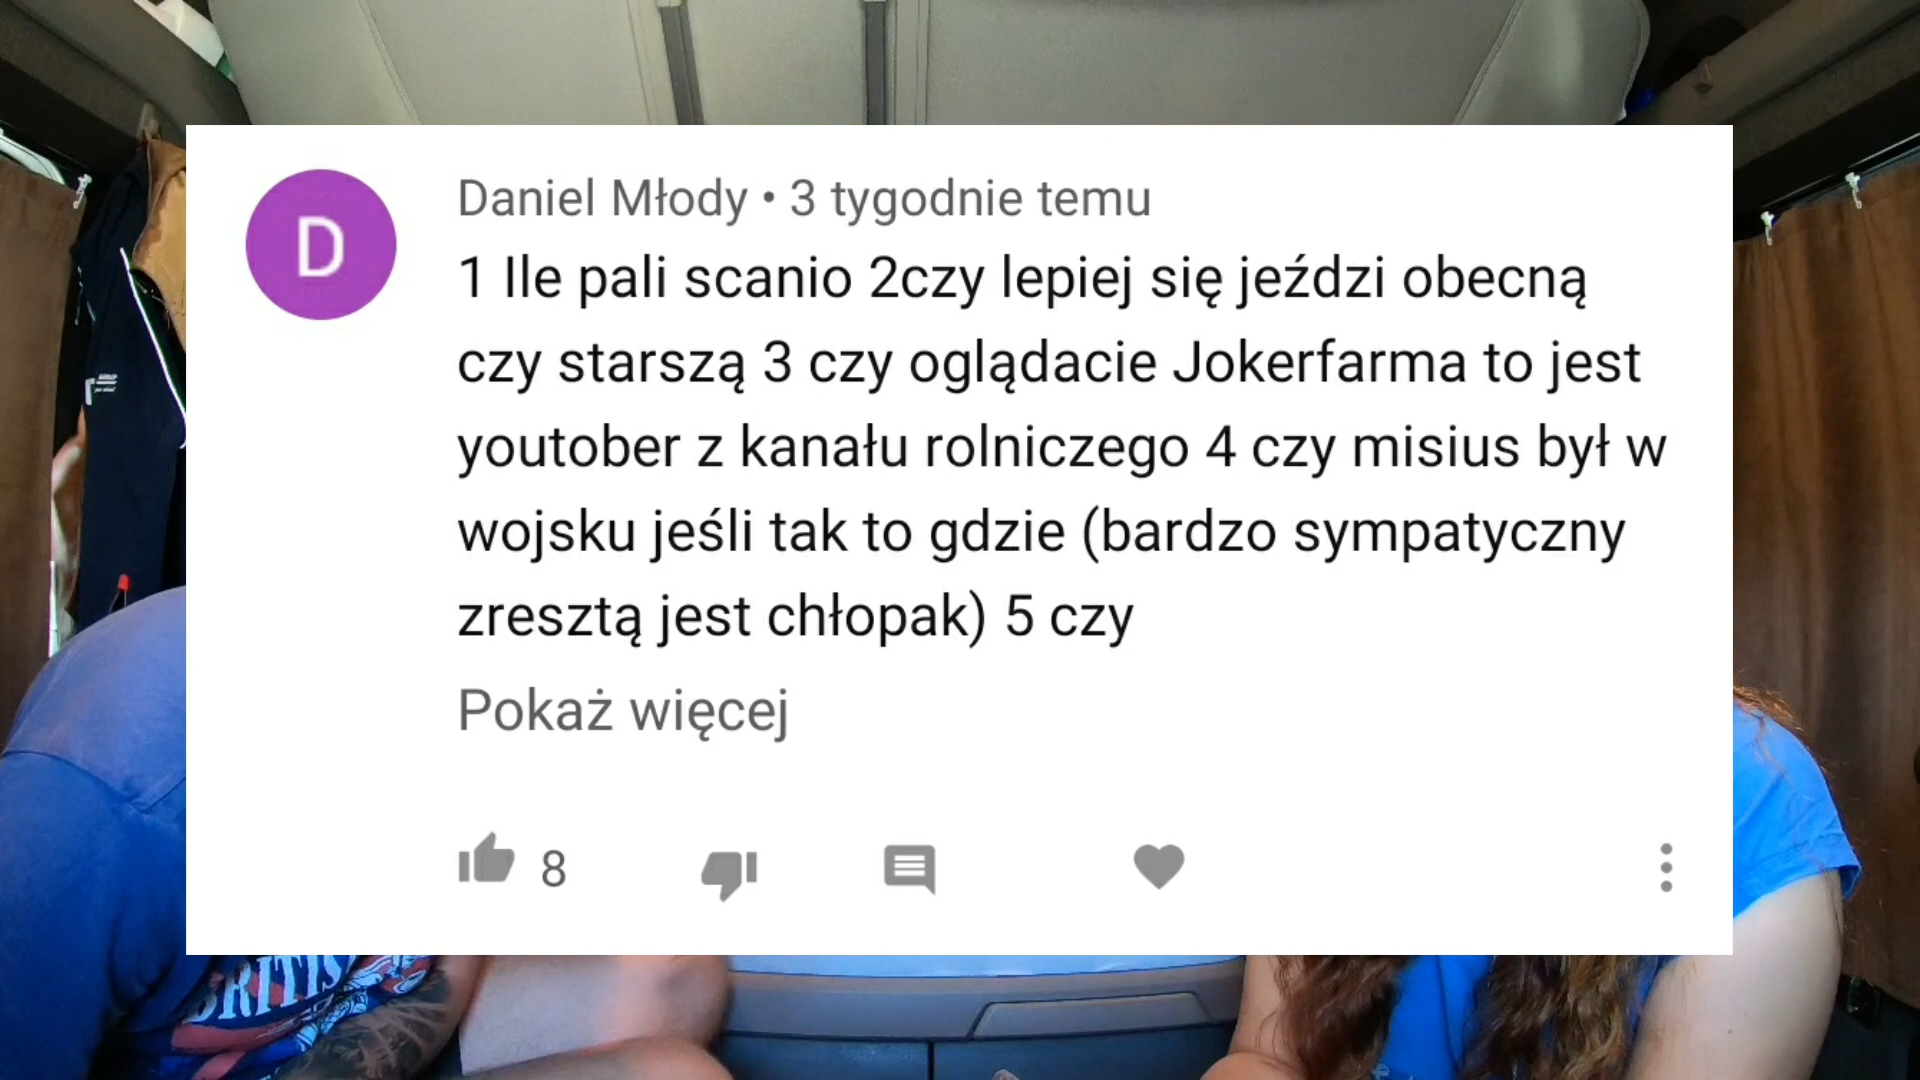 D
Daniel Młody • 3 tygodnie temu
1 Ile pali scanio 2czy lepiej się jeździ obecną
czy starszą 3 czy oglądacie Jokerfarma to jest
youtober z kanału rolniczego 4 czy misius był w
wojsku jeśli tak to gdzie (bardzo sympatyczny
zresztą jest chłopak) 5 czy
Pokaż więcej
8
BRITIS